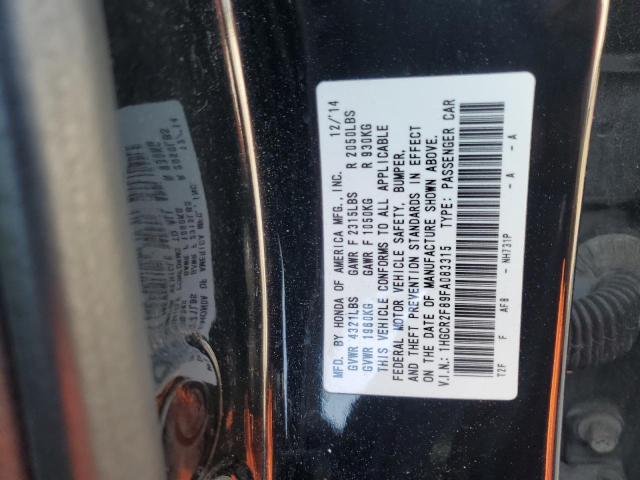 MFD. BY HONDA OF AMERICA MFG., INC. 12/'14
GVWR 4321LBS GAWR F 2315LBS R 2050LBS
GVWR 1960KG GAWR F 1050KG R 930KG
THIS VEHICLE CONFORMS TO ALL APPLICABLE
FEDERAL MOTOR VEHICLE SAFETY, BUMPER,
AND THEFT PREVENTION STANDARDS IN EFFECT
ON THE DATE OF MANUFACTURE SHOWN ABOVE.
V.I.N.: 1HGCR2F89FA083315 TYPE: PASSENGER CAR
T2F F AF8 - NH731P - A - A